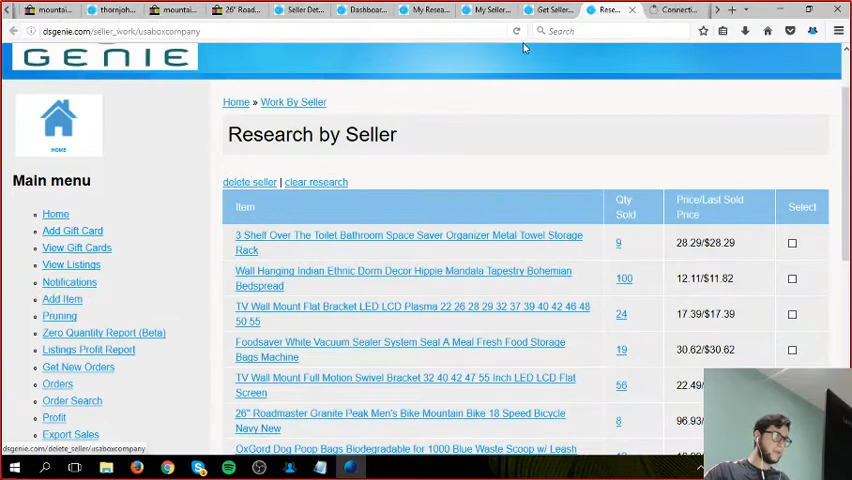 mountai...
thornjoh...
mountai...
26" Road...
Seller Det...
Dashboar...
My Resea...
My Seller...
Get Seller...
Rese...
Connecti...
dsgenie.com/seller_work/usaboxcompany
Search
GENIE
HOME
Main menu
Home
Add Gift Card
View Gift Cards
View Listings
Notifications
Add Item
Pruning
Zero Quantity Report (Beta)
Listings Profit Report
Get New Orders
Orders
Order Search
Profit
Export Sales
Home » Work By Seller
Research by Seller
delete seller | clear research
Item
Qty
Sold
Price/Last Sold
Price
Select
3 Shelf Over The Toilet Bathroom Space Saver Organizer Metal Towel Storage
Rack
9
28.29/$28.29
Wall Hanging Indian Ethnic Dorm Decor Hippie Mandala Tapestry Bohemian
Bedspread
100
12.11/$11.82
TV Wall Mount Flat Bracket LED LCD Plasma 22 26 28 29 32 37 39 40 42 46 48
50 55
24
17.39/$17.39
Foodsaver White Vacuum Sealer System Seal A Meal Fresh Food Storage
Bags Machine
19
30.62/$30.62
TV Wall Mount Full Motion Swivel Bracket 32 40 42 47 55 inch LED LCD Flat
Screen
56
22.49/
26" Roadmaster Granite Peak Men's Bike Mountain Bike 18 Speed Bicycle
Navy New
8
96.93/
OxGord Dog Poop Bags Biodegradable for 1000 Blue Waste Scoop w/ Leash
dsgenie.com/delete_seller/usaboxcompany